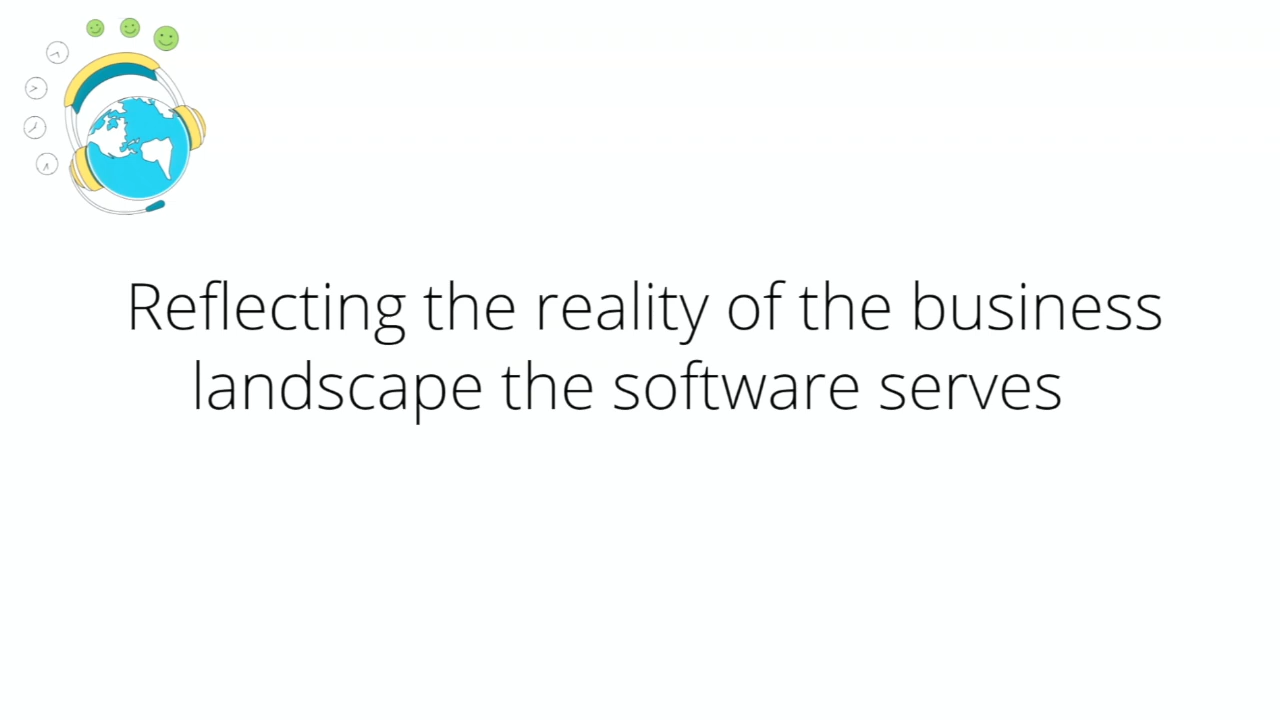 Reflecting the reality of the business
landscape the software serves